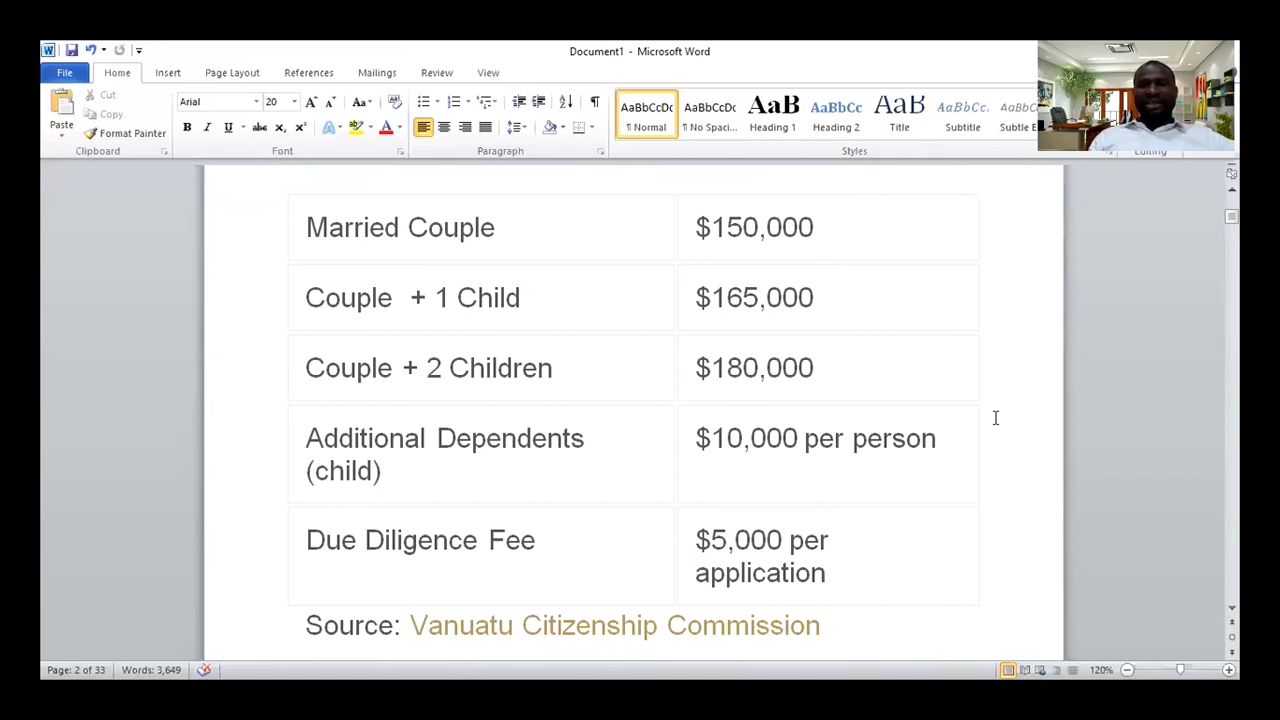 Document1 - Microsoft Word
File Home Insert Page Layout References Mailings Review View
Paste
Cut
Copy
Format Painter
Clipboard
Arial 20
Font
Paragraph
AaBbCcDc AaBbCcDc AaB AaBbCc AaB AaBbCc. AaBbCc
¶ Normal ¶ No Spaci... Heading 1 Heading 2 Title Subtitle Subtle E
Styles
Editing
Married Couple $150,000
Couple + 1 Child $165,000
Couple + 2 Children $180,000
Additional Dependents $10,000 per person
(child)
Due Diligence Fee $5,000 per
application
Source: Vanuatu Citizenship Commission
Page: 2 of 33 Words: 3,649 120%